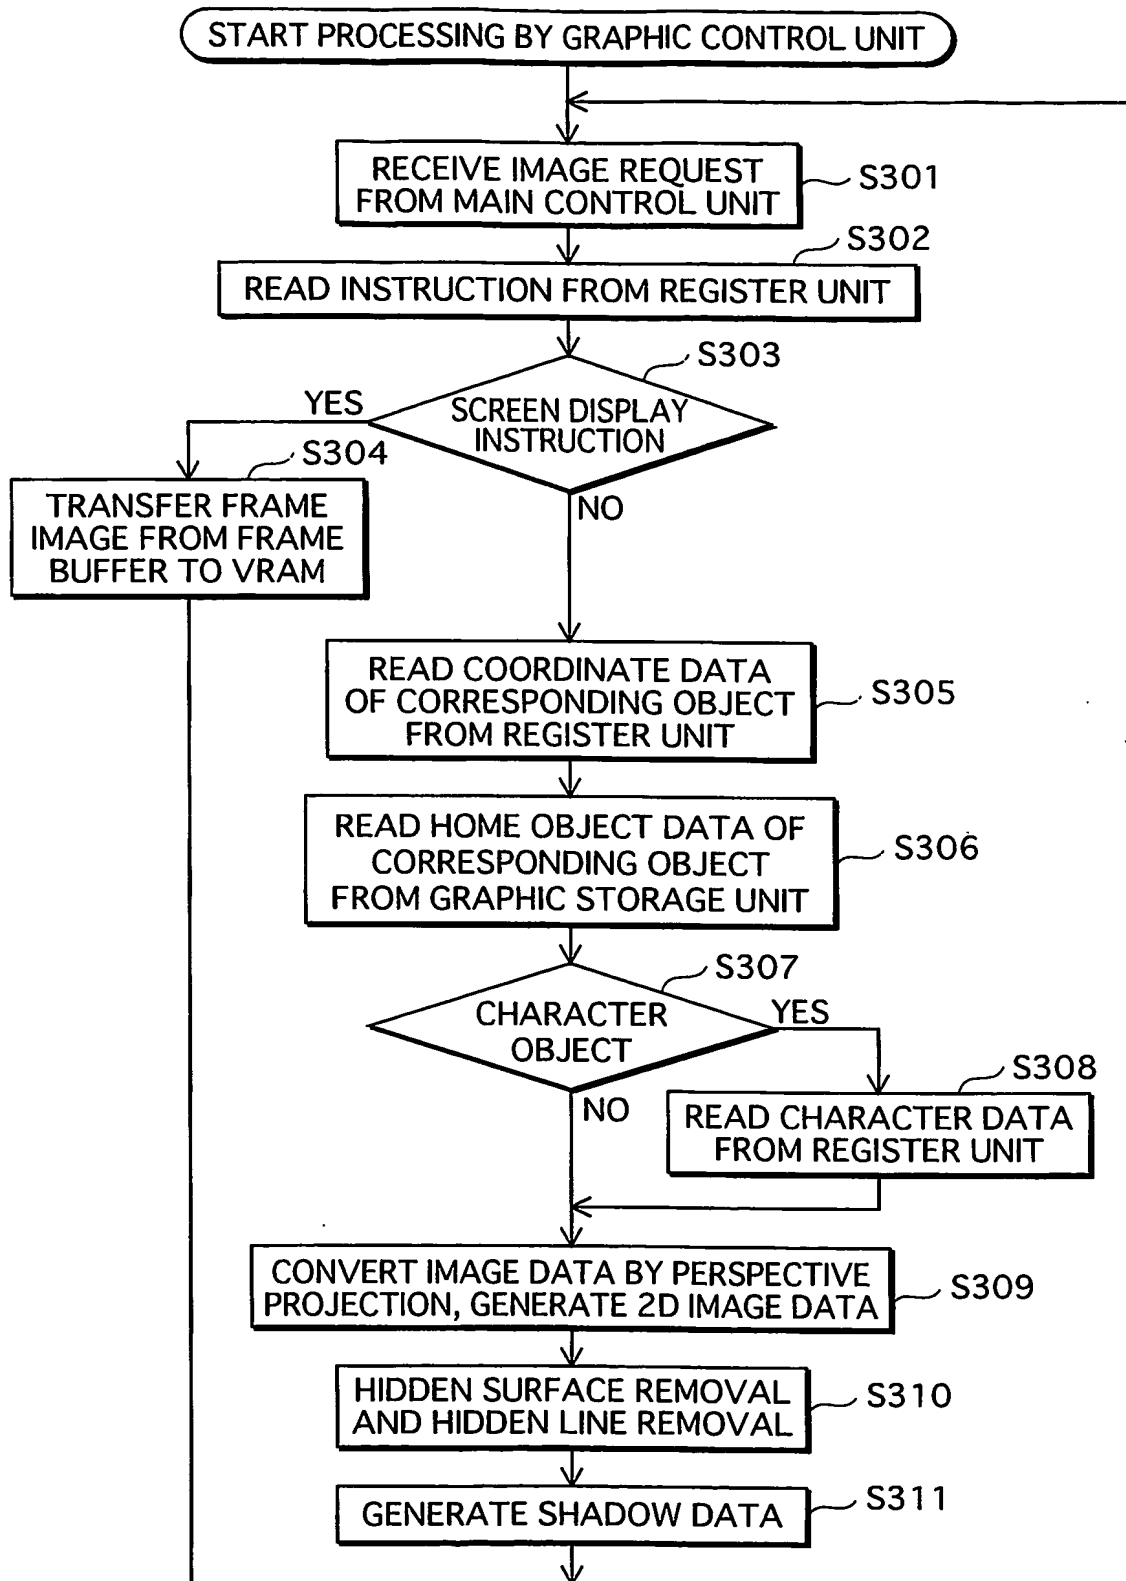 START PROCESSING BY GRAPHIC CONTROL UNIT
RECEIVE IMAGE REQUEST
FROM MAIN CONTROL UNIT
S301
S302
READ INSTRUCTION FROM REGISTER UNIT
S303
YES
SCREEN DISPLAY
INSTRUCTION
S304
NO
TRANSFER FRAME
IMAGE FROM FRAME
BUFFER TO VRAM
READ COORDINATE DATA
OF CORRESPONDING OBJECT
FROM REGISTER UNIT
S305
READ HOME OBJECT DATA OF
CORRESPONDING OBJECT
FROM GRAPHIC STORAGE UNIT
S306
S307
CHARACTER
OBJECT
YES
S308
NO
READ CHARACTER DATA
FROM REGISTER UNIT
CONVERT IMAGE DATA BY PERSPECTIVE
PROJECTION, GENERATE 2D IMAGE DATA
S309
HIDDEN SURFACE REMOVAL
AND HIDDEN LINE REMOVAL
S310
GENERATE SHADOW DATA
S311